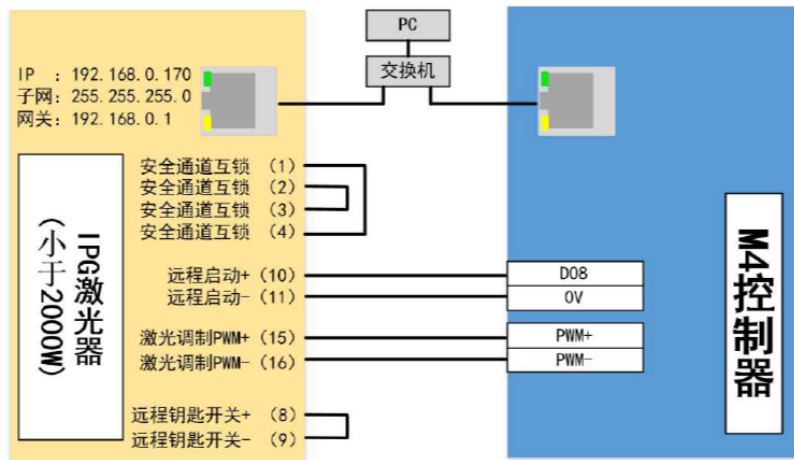 PC
交换机
IP ：192.168.0.170
子网：255.255.255.0
网关：192.168.0.1
安全通道互锁 （1）
安全通道互锁 （2）
安全通道互锁 （3）
安全通道互锁 （4）
远程启动+（10）
远程启动-（11）
激光调制PWM+（15）
激光调制PWM-（16）
远程钥匙开关+（8）
远程钥匙开关-（9）
IPG激光器
（小于2000W）
DO8
0V
PWM+
PWM-
M4控制器